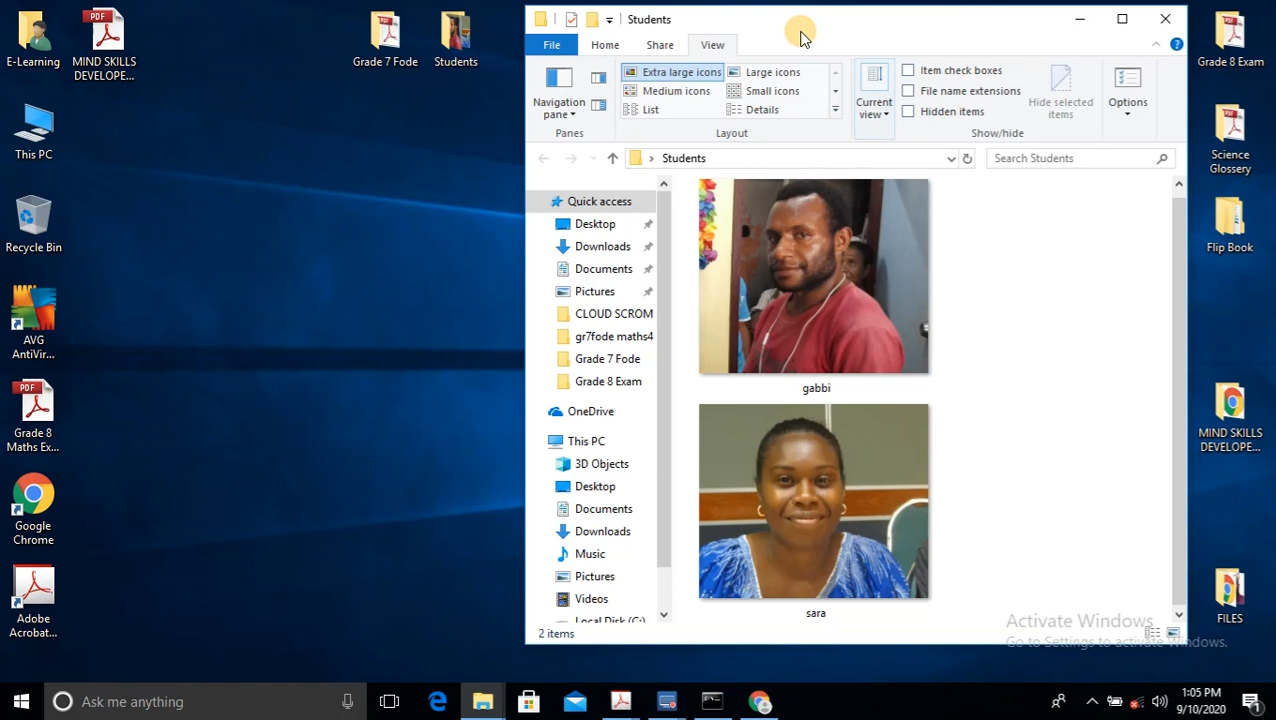 E-Learning
MIND SKILLS
DEVELOPE...
Grade 7 Fode
Students
This PC
Recycle Bin
AVG
AntiVir...
Grade 8
Maths Ex...
Google
Chrome
Adobe
Acrobat...
Students
File
Home
Share
View
Navigation
pane
Panes
Extra large icons
Large icons
Medium icons
Small icons
List
Details
Layout
Current
view
Item check boxes
File name extensions
Hidden items
Hide selected
items
Show/hide
Options
Students
Search Students
Quick access
Desktop
Downloads
Documents
Pictures
CLOUD SCROM
gr7fode maths4
Grade 7 Fode
Grade 8 Exam
OneDrive
This PC
3D Objects
Desktop
Documents
Downloads
Music
Pictures
Videos
Local Disk (C:)
gabbi
sara
2 items
Grade 8 Exam
Science
Glossery
Flip Book
MIND SKILLS
DEVELOPE...
FILES
Activate Windows
Go to Settings to activate Windows.
Ask me anything
1:05 PM
9/10/2020